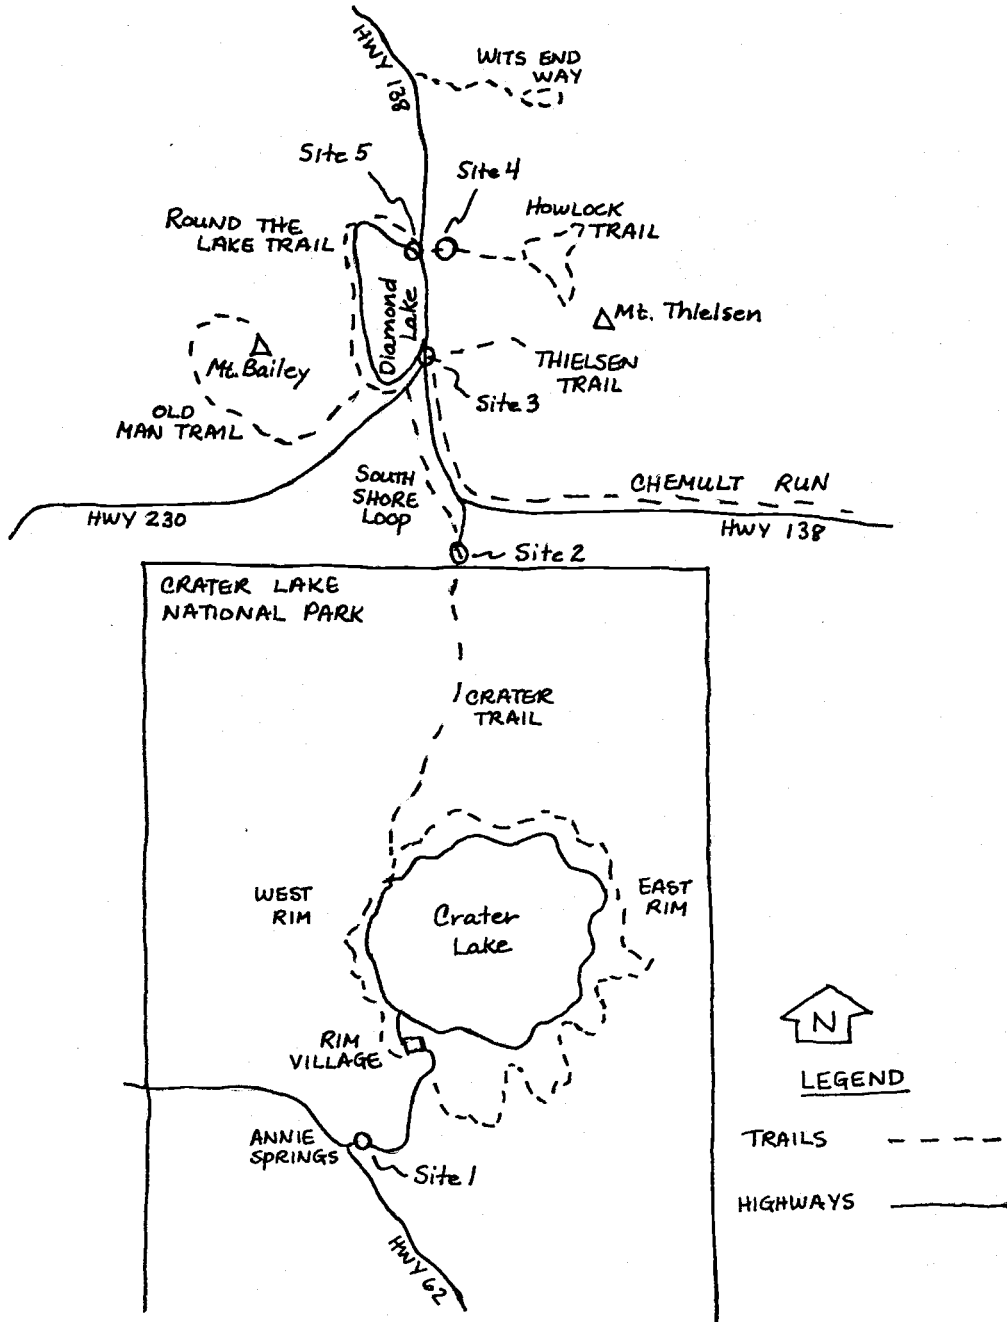 HWY 138
WITS END
WAY
Site 5
Site 4
HOWLOCK
TRAIL
ROUND THE
LAKE TRAIL
Diamond
Lake
Mt. Thielsen
Mt. Bailey
THIELSEN
TRAIL
Site 3
OLD
MAN TRAIL
SOUTH
SHORE
LOOP
CHEMULT RUN
HWY 230
HWY 138
Site 2
CRATER LAKE
NATIONAL PARK
CRATER
TRAIL
WEST
RIM
EAST
RIM
Crater
Lake
N
RIM
VILLAGE
LEGEND
ANNIE
SPRINGS
TRAILS
Site 1
HIGHWAYS
HWY 62